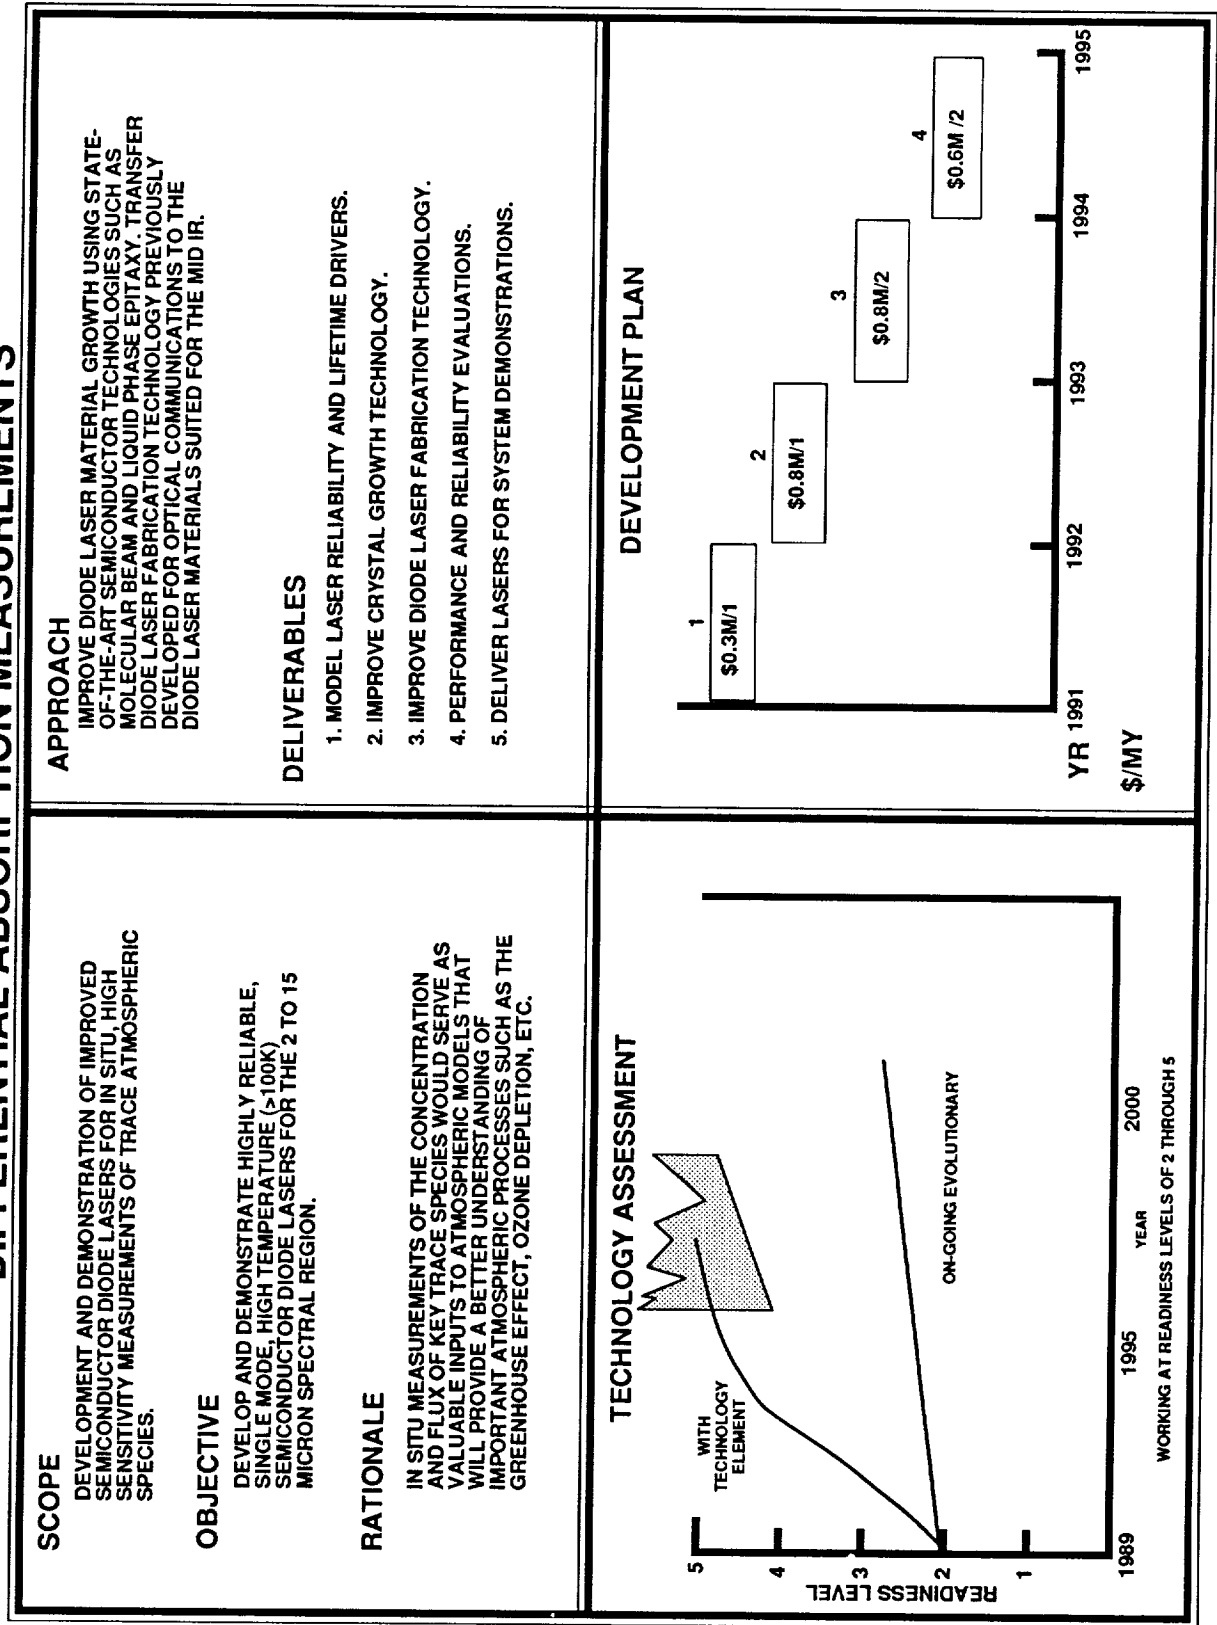 DIFFERENTIAL ABSORPTION MEASUREMENTS
SCOPE
DEVELOPMENT AND DEMONSTRATION OF IMPROVED
SEMICONDUCTOR DIODE LASERS FOR IN SITU, HIGH
SENSITIVITY MEASUREMENTS OF TRACE ATMOSPHERIC
SPECIES.
OBJECTIVE
DEVELOP AND DEMONSTRATE HIGHLY RELIABLE,
SINGLE MODE, HIGH TEMPERATURE (>100K)
SEMICONDUCTOR DIODE LASERS FOR THE 2 TO 15
MICRON SPECTRAL REGION.
RATIONALE
IN SITU MEASUREMENTS OF THE CONCENTRATION
AND FLUX OF KEY TRACE SPECIES WOULD SERVE AS
VALUABLE INPUTS TO ATMOSPHERIC MODELS THAT
WILL PROVIDE A BETTER UNDERSTANDING OF
IMPORTANT ATMOSPHERIC PROCESSES SUCH AS THE
GREENHOUSE EFFECT, OZONE DEPLETION, ETC.
APPROACH
IMPROVE DIODE LASER MATERIAL GROWTH USING STATE-
OF-THE-ART SEMICONDUCTOR TECHNOLOGIES SUCH AS
MOLECULAR BEAM AND LIQUID PHASE EPITAXY. TRANSFER
DIODE LASER FABRICATION TECHNOLOGY PREVIOUSLY
DEVELOPED FOR OPTICAL COMMUNICATIONS TO THE
DIODE LASER MATERIALS SUITED FOR THE MID IR.
DELIVERABLES
1. MODEL LASER RELIABILITY AND LIFETIME DRIVERS.
2. IMPROVE CRYSTAL GROWTH TECHNOLOGY.
3. IMPROVE DIODE LASER FABRICATION TECHNOLOGY.
4. PERFORMANCE AND RELIABILITY EVALUATIONS.
5. DELIVER LASERS FOR SYSTEM DEMONSTRATIONS.
TECHNOLOGY ASSESSMENT
READINESS LEVEL
5
4
3
2
1
WITH
TECHNOLOGY
ELEMENT
ON-GOING EVOLUTIONARY
1989
1995
YEAR
2000
WORKING AT READINESS LEVELS OF 2 THROUGH 5
DEVELOPMENT PLAN
1
$0.3M/1
2
$0.8M/1
3
$0.8M/2
4
$0.6M /2
YR 1991
1992
1993
1994
1995
$/MY